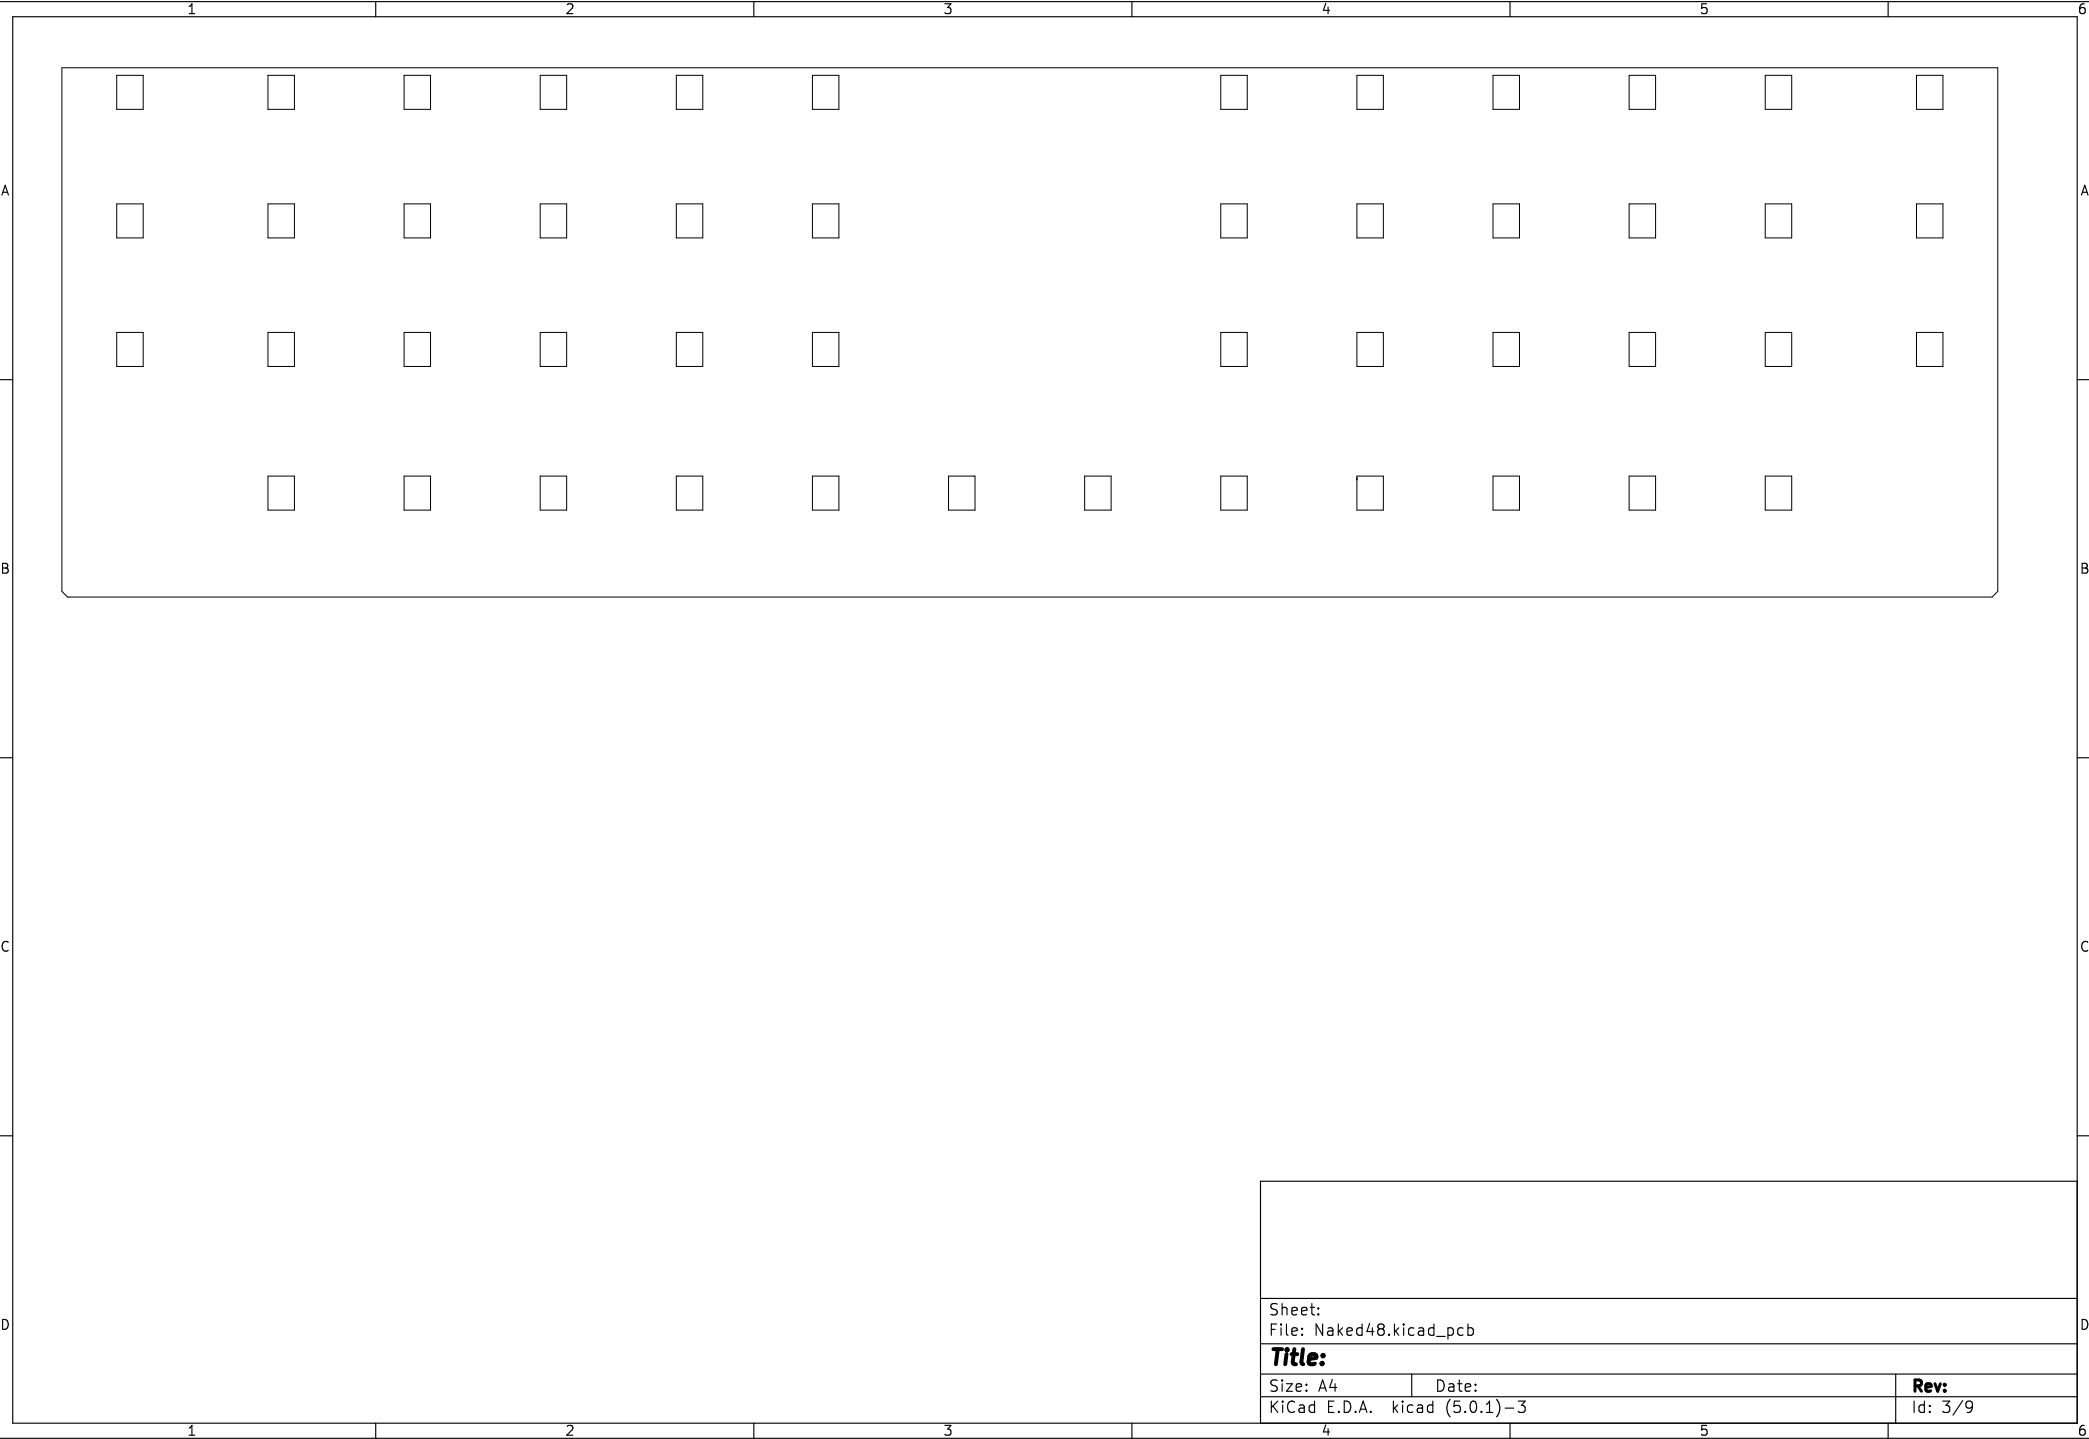 1 2 3 4 5 6
A A
B B
C C
Sheet:
File: Naked48.kicad_pcb
D D
Title:
Size: A4 Date: Rev:
KiCad E.D.A. kicad (5.0.1)-3 Id: 3/9
1 2 3 4 5 6